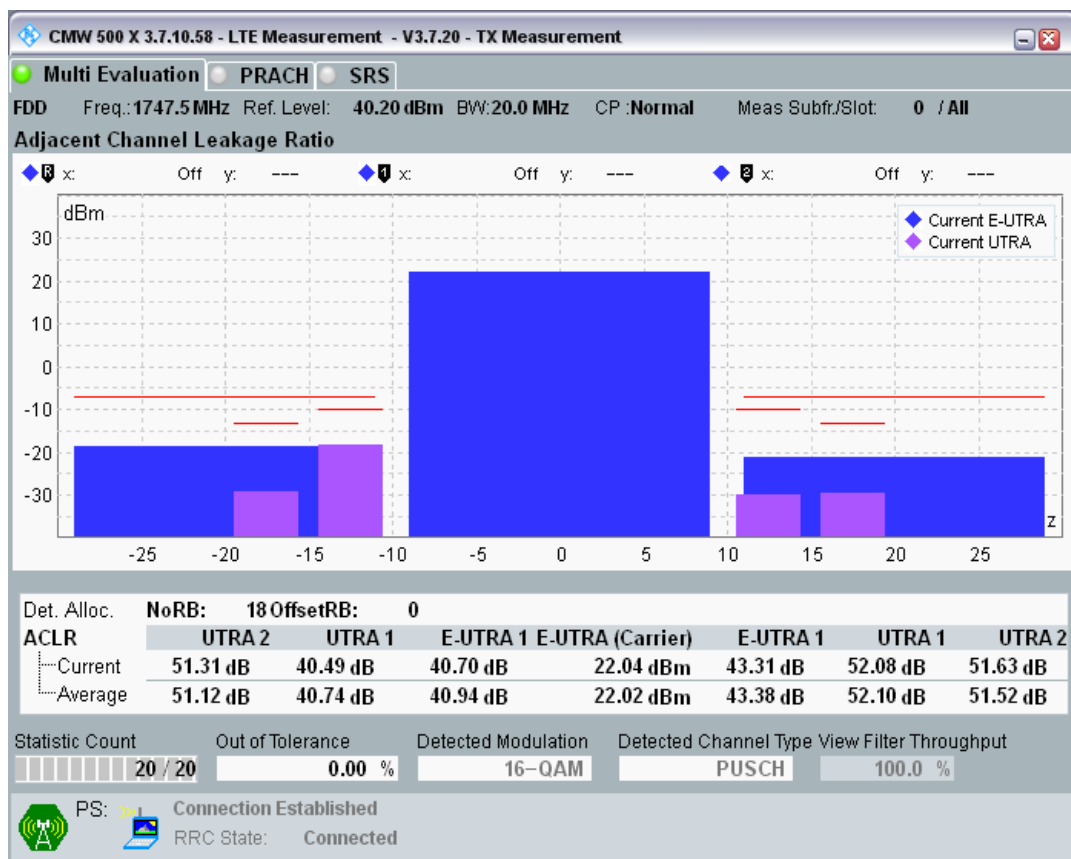 CMW 500 X 3.7.10.58 - LTE Measurement - V3.7.20 - TX Measurement
Multi Evaluation PRACH SRS
FDD Freq.:1747.5 MHz Ref. Level: 40.20 dBm BW:20.0 MHz CP :Normal Meas Subfr./Slot: 0 / All
Adjacent Channel Leakage Ratio
R x: Off y: --- 1 x: Off y: --- 2 x: Off y: ---
dBm
Current E-UTRA
Current UTRA
30
20
10
0
-10
-20
-30
z
-25 -20 -15 -10 -5 0 5 10 15 20 25
Det. Alloc. NoRB: 18 OffsetRB: 0
ACLR UTRA 2 UTRA 1 E-UTRA 1 E-UTRA (Carrier) E-UTRA 1 UTRA 1 UTRA 2
Current 51.31 dB 40.49 dB 40.70 dB 22.04 dBm 43.31 dB 52.08 dB 51.63 dB
Average 51.12 dB 40.74 dB 40.94 dB 22.02 dBm 43.38 dB 52.10 dB 51.52 dB
Statistic Count Out of Tolerance Detected Modulation Detected Channel Type View Filter Throughput
20 / 20 0.00 % 16-QAM PUSCH 100.0 %
PS: Connection Established
RRC State: Connected